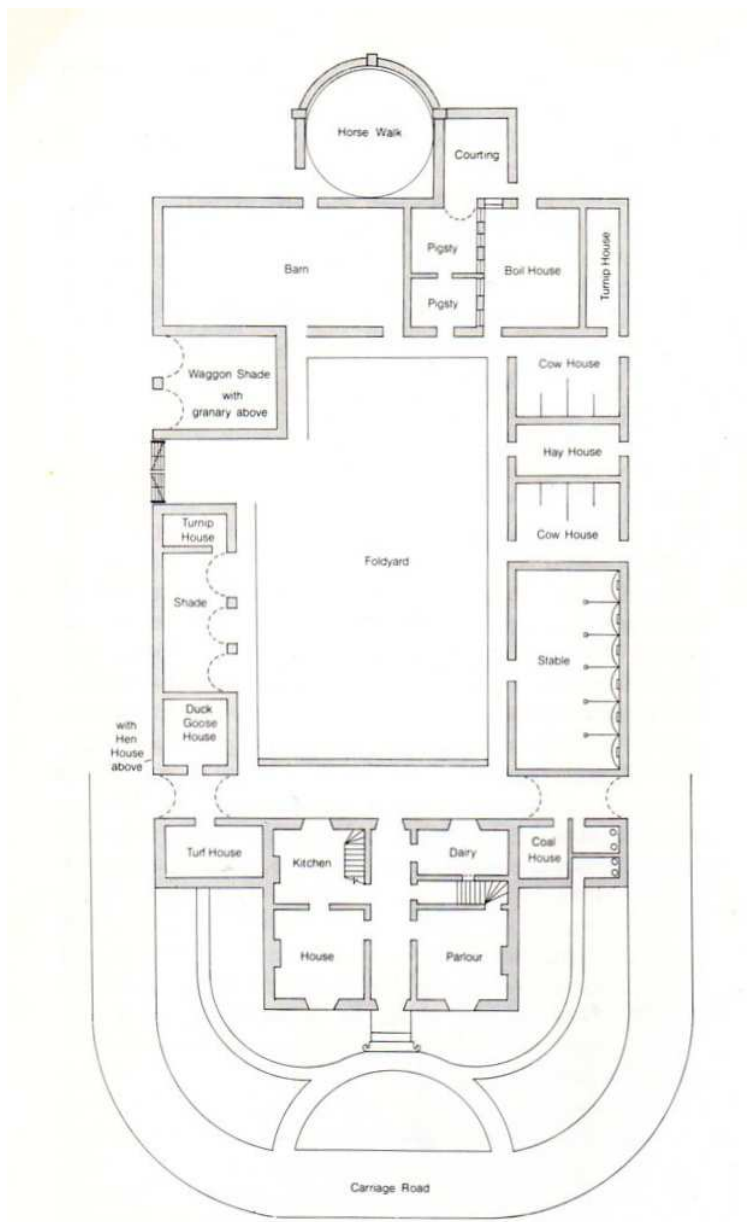 Horse Walk
Courting
Barn
Pigsty
Pigsty
Boil House
Turnip House
Waggon Shade
with
granary above
Cow House
Hay House
Cow House
Turnip
House
Shade
Foldyard
Stable
Duck
Goose
House
with
Hen
House
above
Turf House
Kitchen
Dairy
Coal
House
House
Parlour
Carriage Road